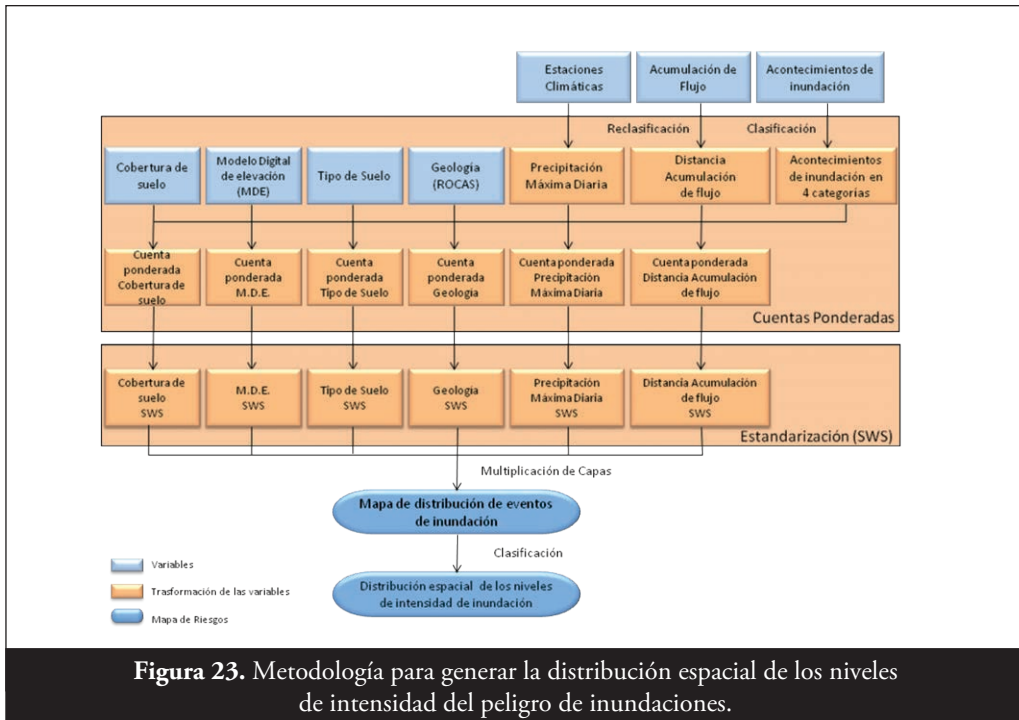 Estaciones
Climáticas
Acumulación de
Flujo
Acontecimientos de
inundación
Reclasificación
Clasificación
Cobertura de
suelo
Modelo Digital
de elevación
(MDE)
Tipo de Suelo
Geología
(ROCAS)
Precipitación
Máxima Diaria
Distancia
Acumulación
de flujo
Acontecimientos
de inundación en
4 categorías
Cuenta
ponderada
Cobertura de
suelo
Cuenta
ponderada
M.D.E.
Cuenta
ponderada
Tipo de Suelo
Cuenta
ponderada
Geología
Cuenta ponderada
Precipitación
Máxima Diaria
Cuenta ponderada
Distancia Acumulación
de flujo
Cuentas Ponderadas
Cobertura de
suelo
SWS
M.D.E.
SWS
Tipo de Suelo
SWS
Geología
SWS
Precipitación
Máxima Diaria
SWS
Distancia Acumulación
de flujo
SWS
Estandarización (SWS)
Multiplicación de Capas
Mapa de distribución de eventos
de inundación
Clasificación
Distribución espacial de los niveles
de intensidad de inundación
Variables
Trasformación de las variables
Mapa de Riesgos
Figura 23. Metodología para generar la distribución espacial de los niveles
de intensidad del peligro de inundaciones.